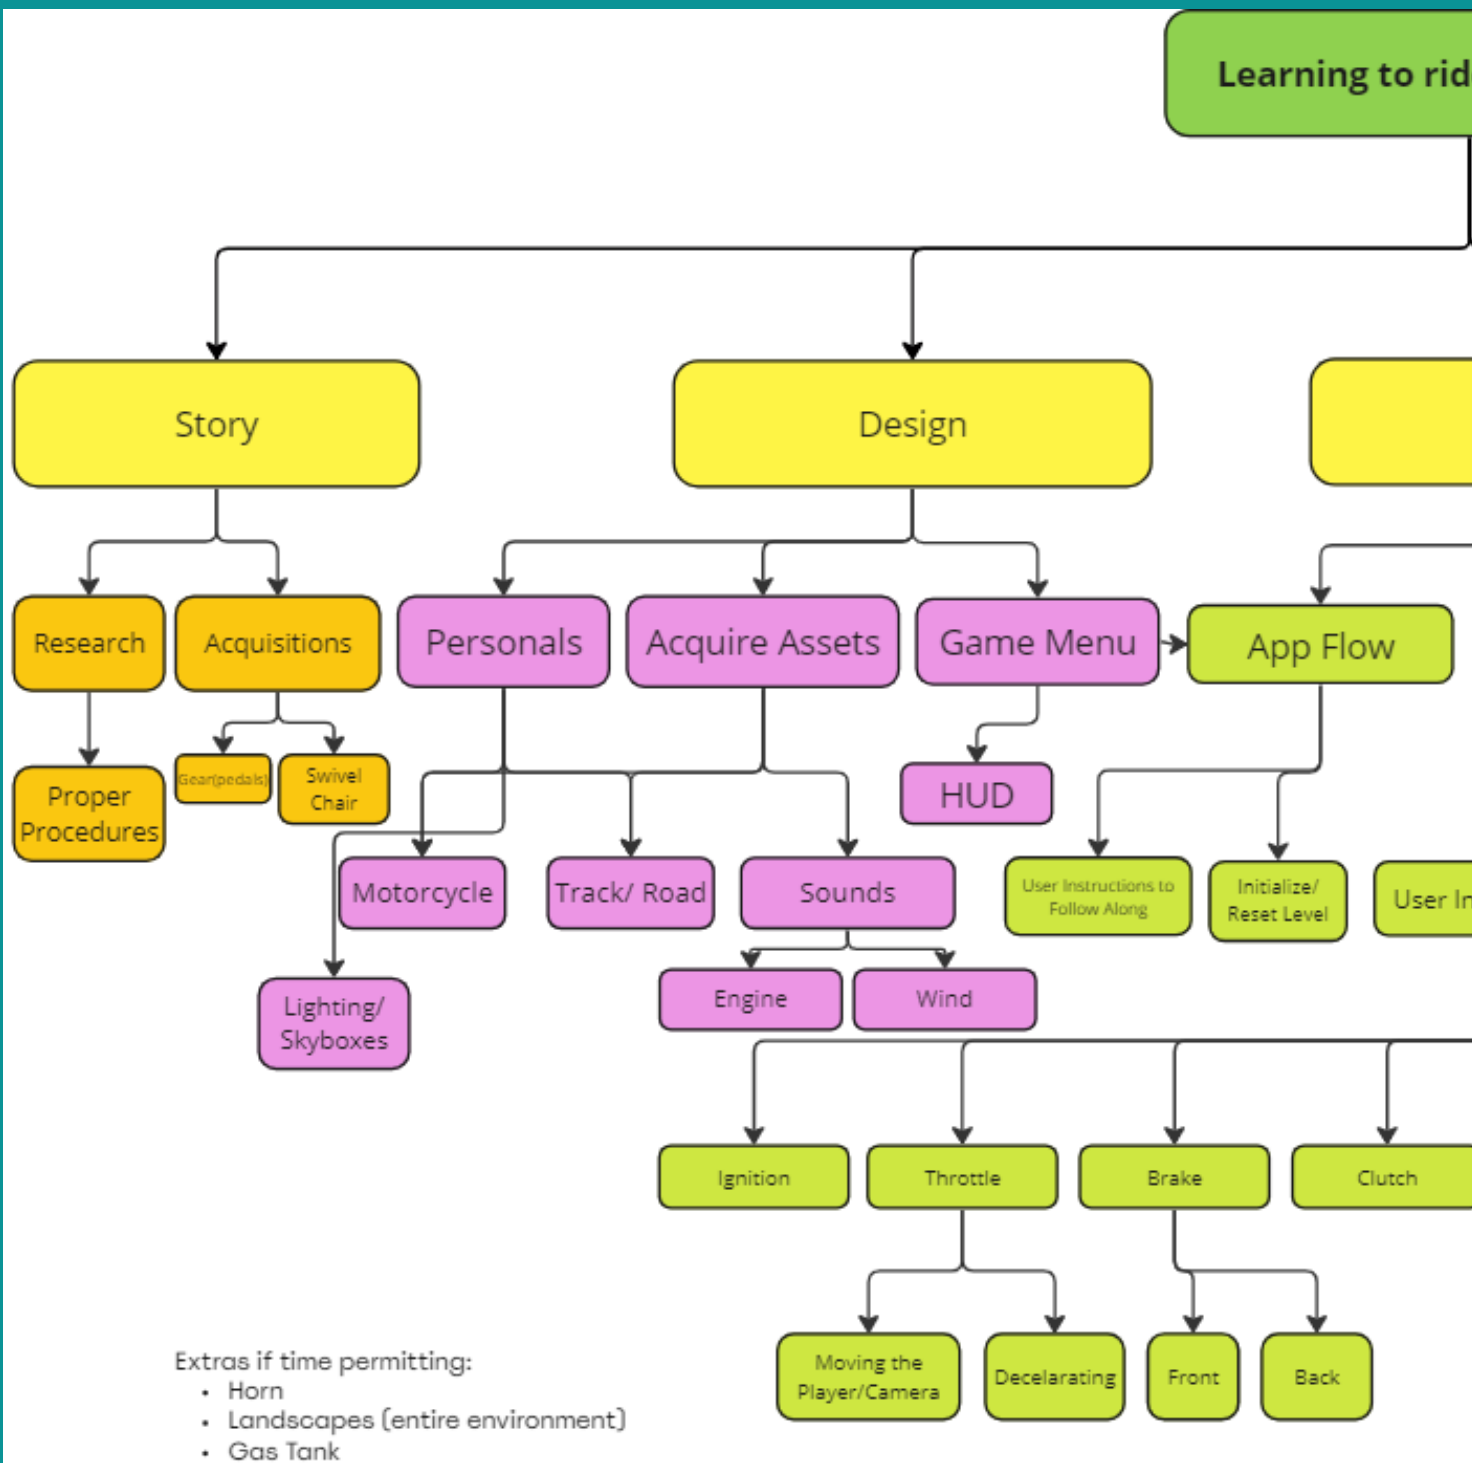 Learning to rid
Story
Design
Research
Acquisitions
Personals
Acquire Assets
Game Menu
App Flow
Proper
Procedures
Gear(pedals)
Swivel
Chair
HUD
Motorcycle
Track/ Road
Sounds
User Instructions to
Follow Along
Initialize/
Reset Level
User In
Engine
Wind
Lighting/
Skyboxes
Ignition
Throttle
Brake
Clutch
Moving the
Player/Camera
Decelarating
Front
Back
Extras if time permitting:
• Horn
• Landscapes (entire environment)
• Gas Tank